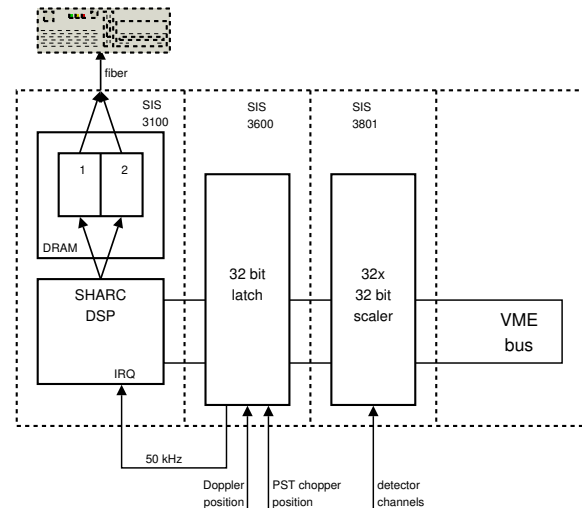 fiber
SIS
3100
SIS
3600
SIS
3801
1
2
DRAM
SHARC
DSP
IRQ
32 bit
latch
32x
32 bit
scaler
VME
bus
50 kHz
Doppler
position
PST chopper
position
detector
channels